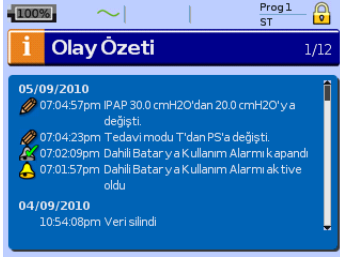 100%
Prog 1
ST
i Olay Özeti 1/12
05/09/2010
07:04:57pm IPAP 30.0 cmH2O'dan 20.0 cmH2O'ya
değişti.
07:04:23pm Tedavi modu T'dan PS'a değişti.
07:02:09pm Dahili Batarya Kullanım Alarmı kapandı
07:01:57pm Dahili Batarya Kullanım Alarmı aktive
oldu
04/09/2010
10:54:08pm Veri silindi